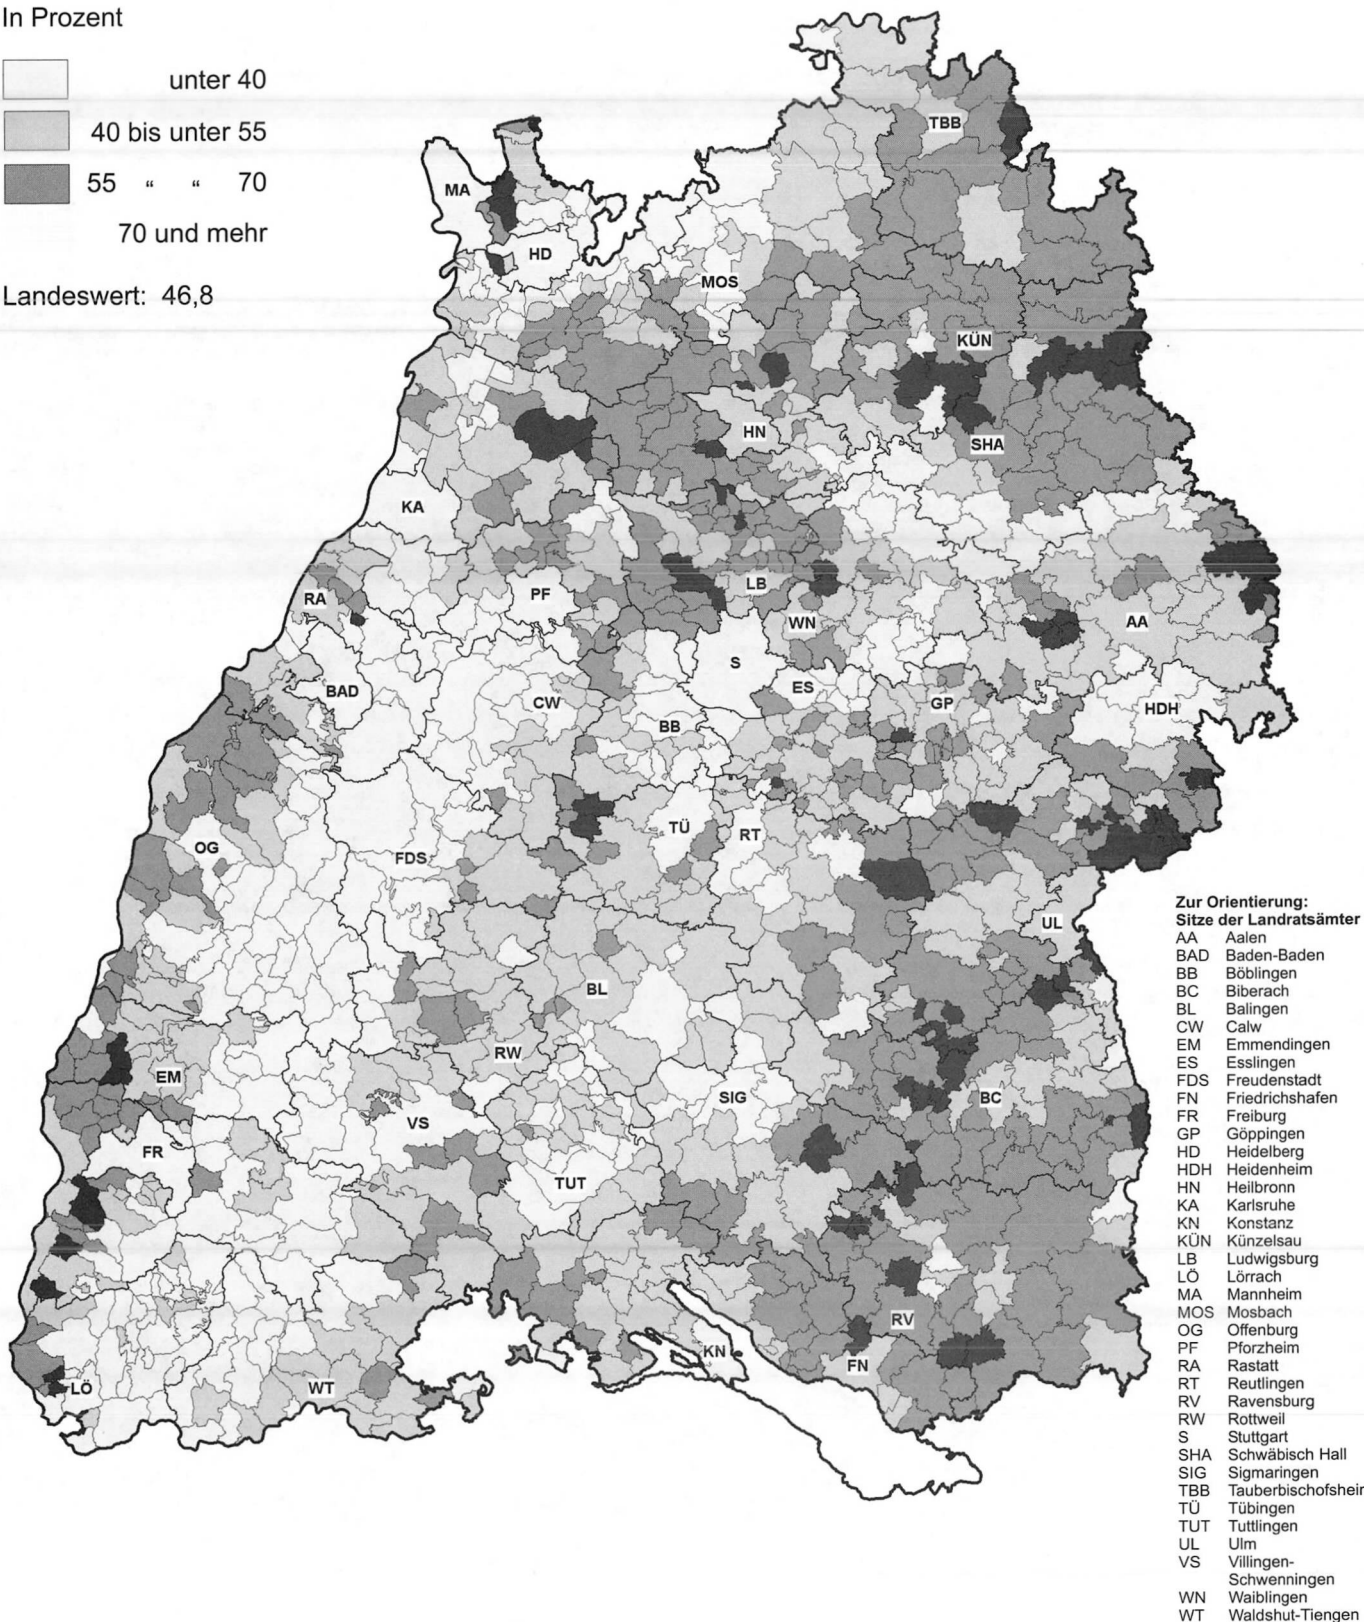 In Prozent
unter 40
40 bis unter 55
55 “ “ 70
70 und mehr
Landeswert: 46,8
TBB
MA
HD
MOS
KÜN
HN
SHA
KA
LB
PF
RA
WN
AA
S
BAD
ES
CW
GP
HDH
BB
TÜ
RT
OG
FDS
UL
BL
RW
EM
SIG
BC
VS
FR
TUT
RV
KN
FN
LÖ
WT
Zur Orientierung:
Sitze der Landratsämter
AA Aalen
BAD Baden-Baden
BB Böblingen
BC Biberach
BL Balingen
CW Calw
EM Emmendingen
ES Esslingen
FDS Freudenstadt
FN Friedrichshafen
FR Freiburg
GP Göppingen
HD Heidelberg
HDH Heidenheim
HN Heilbronn
KA Karlsruhe
KN Konstanz
KÜN Künzelsau
LB Ludwigsburg
LÖ Lörrach
MA Mannheim
MOS Mosbach
OG Offenburg
PF Pforzheim
RA Rastatt
RT Reutlingen
RV Ravensburg
RW Rottweil
S Stuttgart
SHA Schwäbisch Hall
SIG Sigmaringen
TBB Tauberbischofsheim
TÜ Tübingen
TUT Tuttlingen
UL Ulm
VS Villingen-
Schwenningen
WN Waiblingen
WT Waldshut-Tiengen